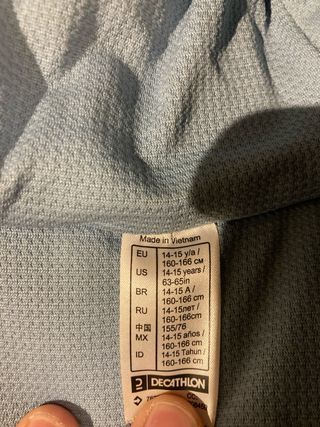 Made in Vietnam
EU 14-15 y/a /
160-166 см
US 14-15 years /
63-65in
BR 14-15 A /
160-166 cm
RU 14-15лет /
160-166cm
中国 155/76
MX 14-15 años /
160-166 cm
ID 14-15 Tahun /
160-166 cm
DECATHLON